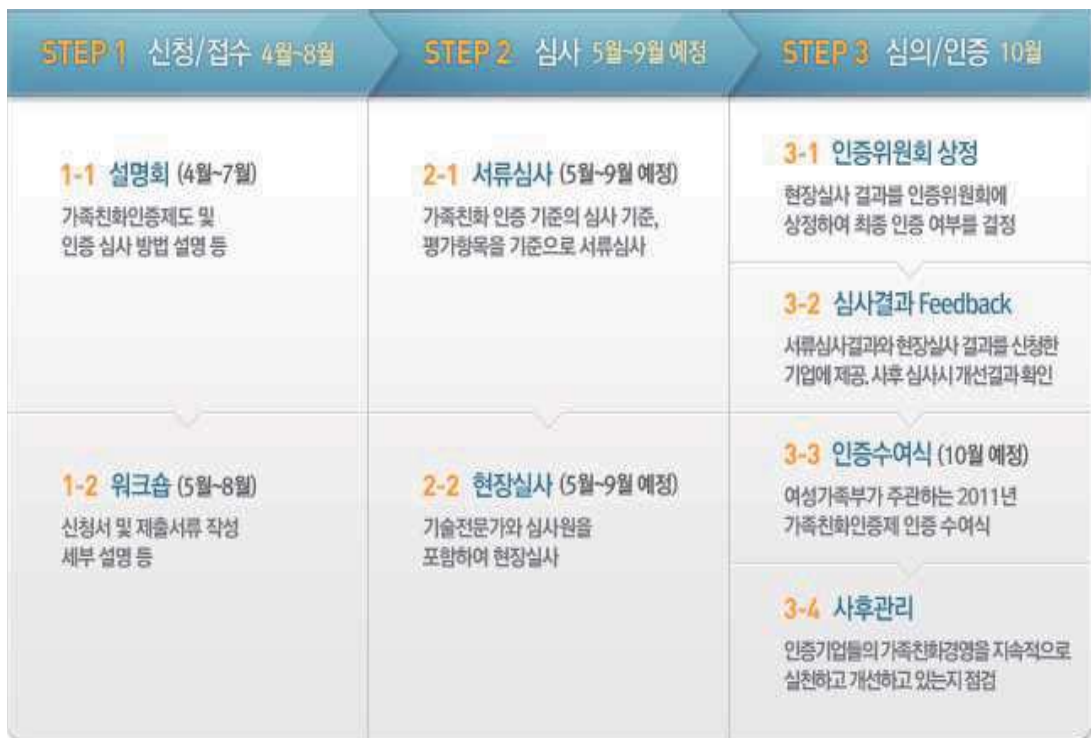 STEP 1 신청/접수 4월~8월
1-1 설명회 (4월~7월)
가족친화인증제도 및
인증 심사 방법 설명 등
1-2 워크숍 (5월~8월)
신청서 및 제출서류 작성
세부 설명 등
STEP 2 심사 5월~9월 예정
2-1 서류심사 (5월~9월 예정)
가족친화 인증 기준의 심사 기준,
평가항목을 기준으로 서류심사
2-2 현장실사 (5월~9월 예정)
기술전문가와 심사원을
포함하여 현장실사
STEP 3 심의/인증 10월
3-1 인증위원회 상정
현장실사 결과를 인증위원회에
상정하여 최종 인증 여부를 결정
3-2 심사결과 Feedback
서류심사결과와 현장실사 결과를 신청한
기업에 제공. 사후 심사시 개선결과 확인
3-3 인증수여식 (10월 예정)
여성가족부가 주관하는 2011년
가족친화인증제 인증 수여식
3-4 사후관리
인증기업들의 가족친화경영을 지속적으로
실천하고 개선하고 있는지 점검